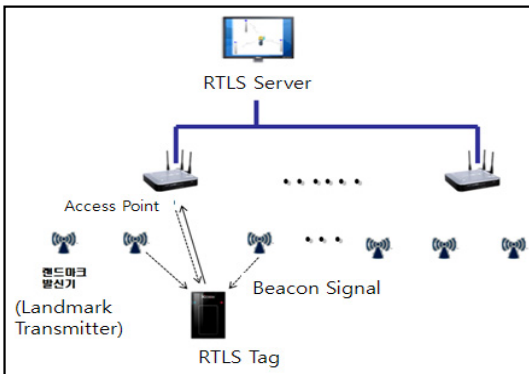 RTLS Server
Access Point
Beacon Signal
랜드마크
발신기
(Landmark
Transmitter)
RTLS Tag